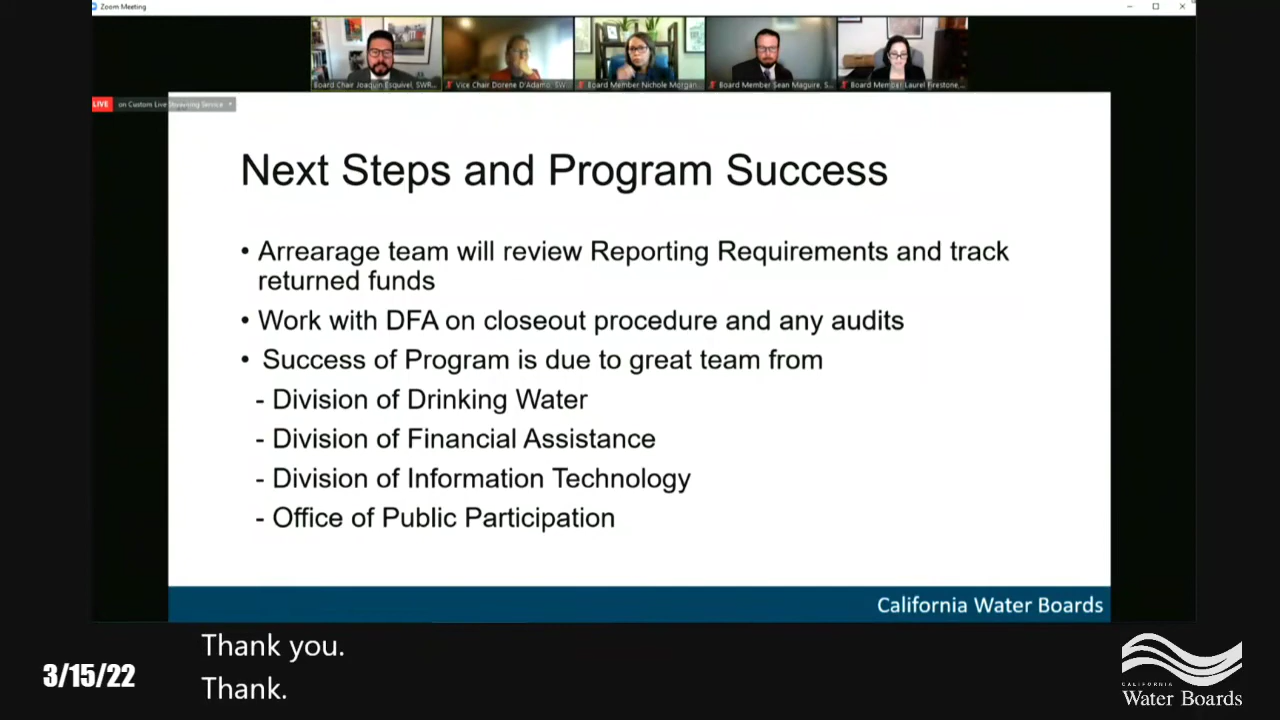 Zoom Meeting
Board Chair Joaquin Esquivel, SWR...
Vice Chair Dorene D'Adamo, SW...
Board Member Nichole Morgan...
Board Member Sean Maguire, S...
Board Member Laurel Firestone...
LIVE on Custom Live Streaming Service
Next Steps and Program Success
• Arrearage team will review Reporting Requirements and track
returned funds
• Work with DFA on closeout procedure and any audits
• Success of Program is due to great team from
- Division of Drinking Water
- Division of Financial Assistance
- Division of Information Technology
- Office of Public Participation
California Water Boards
Thank you.
Thank.
3/15/22
CALIFORNIA
Water Boards